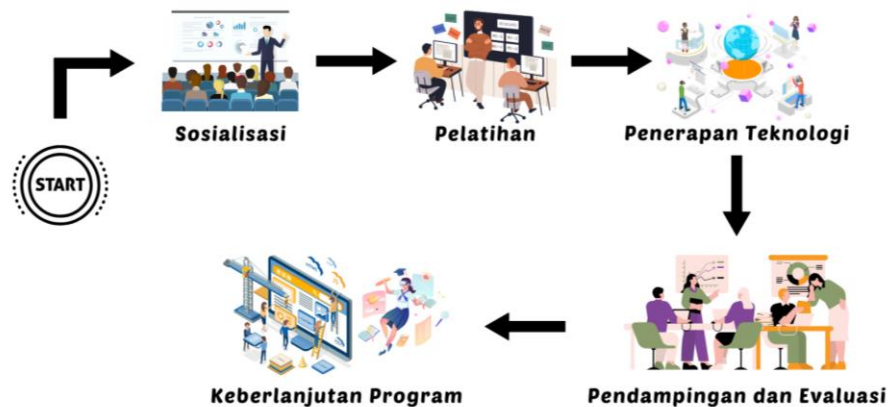 START
Sosialisasi
Pelatihan
Penerapan Teknologi
Pendampingan dan Evaluasi
Keberlanjutan Program